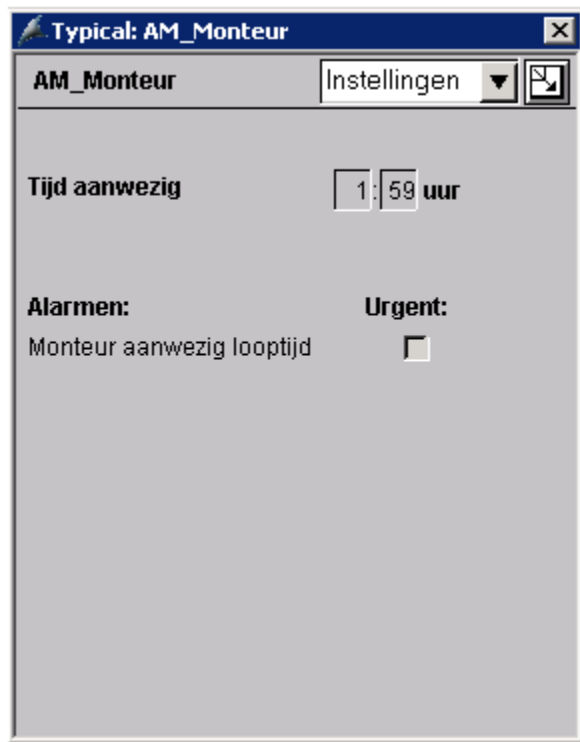 Typical: AM_Monteur
AM_Monteur Instellingen
Tijd aanwezig 1:59 uur
Alarmen: Urgent:
Monteur aanwezig looptijd